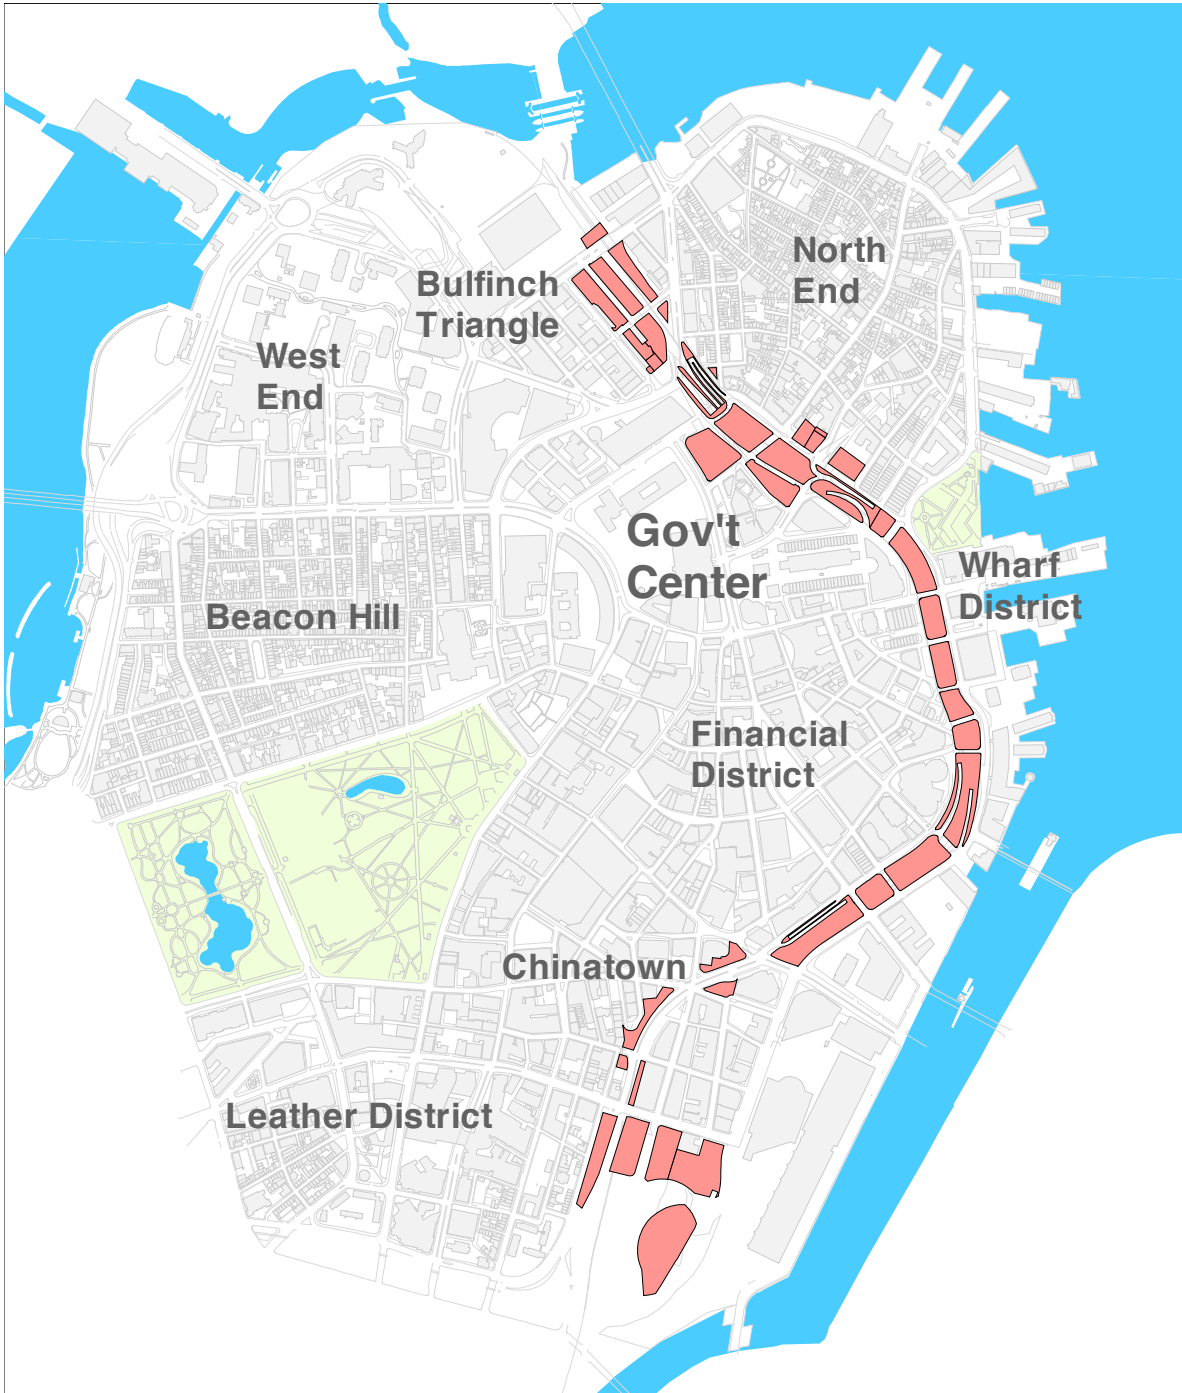 North
End
Bulfinch
Triangle
West
End
Gov't
Center
Wharf
District
Beacon Hill
Financial
District
Chinatown
Leather District